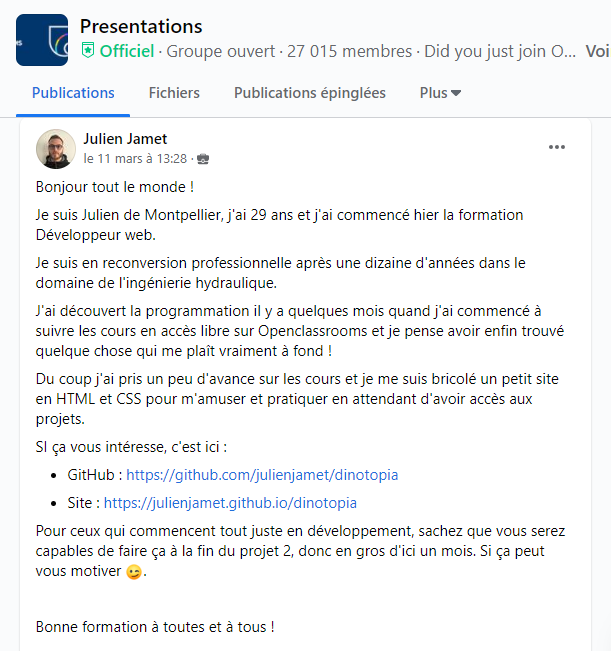 Presentations
Officiel · Groupe ouvert · 27 015 membres · Did you just join O... Voi
Publications Fichiers Publications épinglées Plus
Julien Jamet
le 11 mars à 13:28 ·
Bonjour tout le monde !
Je suis Julien de Montpellier, j'ai 29 ans et j'ai commencé hier la formation
Développeur web.
Je suis en reconversion professionnelle après une dizaine d'années dans le
domaine de l'ingénierie hydraulique.
J'ai découvert la programmation il y a quelques mois quand j'ai commencé à
suivre les cours en accès libre sur Openclassrooms et je pense avoir enfin trouvé
quelque chose qui me plaît vraiment à fond !
Du coup j'ai pris un peu d'avance sur les cours et je me suis bricolé un petit site
en HTML et CSS pour m'amuser et pratiquer en attendant d'avoir accès aux
projets.
SI ça vous intéresse, c'est ici :
• GitHub : https://github.com/julienjamet/dinotopia
• Site : https://julienjamet.github.io/dinotopia
Pour ceux qui commencent tout juste en développement, sachez que vous serez
capables de faire ça à la fin du projet 2, donc en gros d'ici un mois. Si ça peut
vous motiver 😉.
Bonne formation à toutes et à tous !